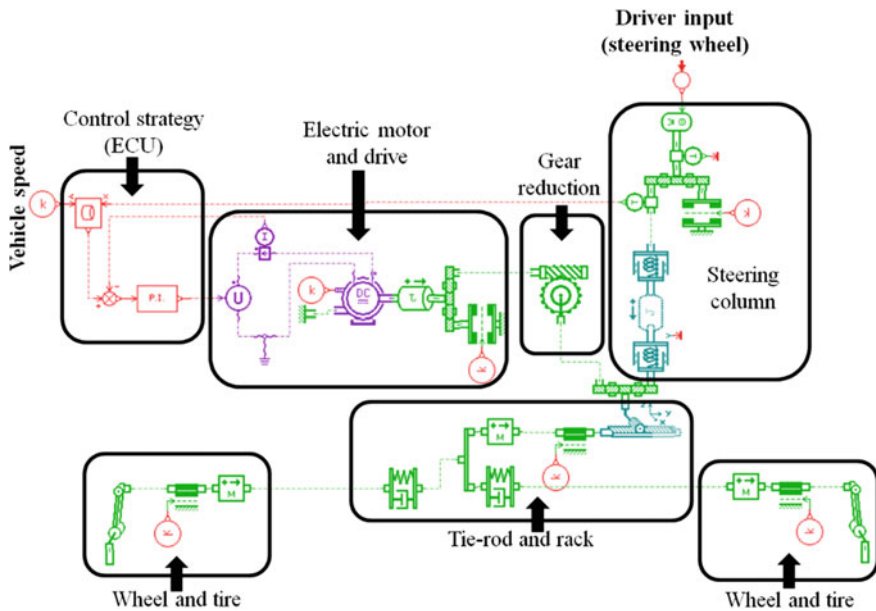 Driver input
(steering wheel)
Control strategy
(ECU)
Electric motor
and drive
Gear
reduction
Vehicle speed
k
P.I.
U
I
k
DC
T
T
k
k
Steering
column
M
k
M
k
M
k
Tie-rod and rack
Wheel and tire
Wheel and tire